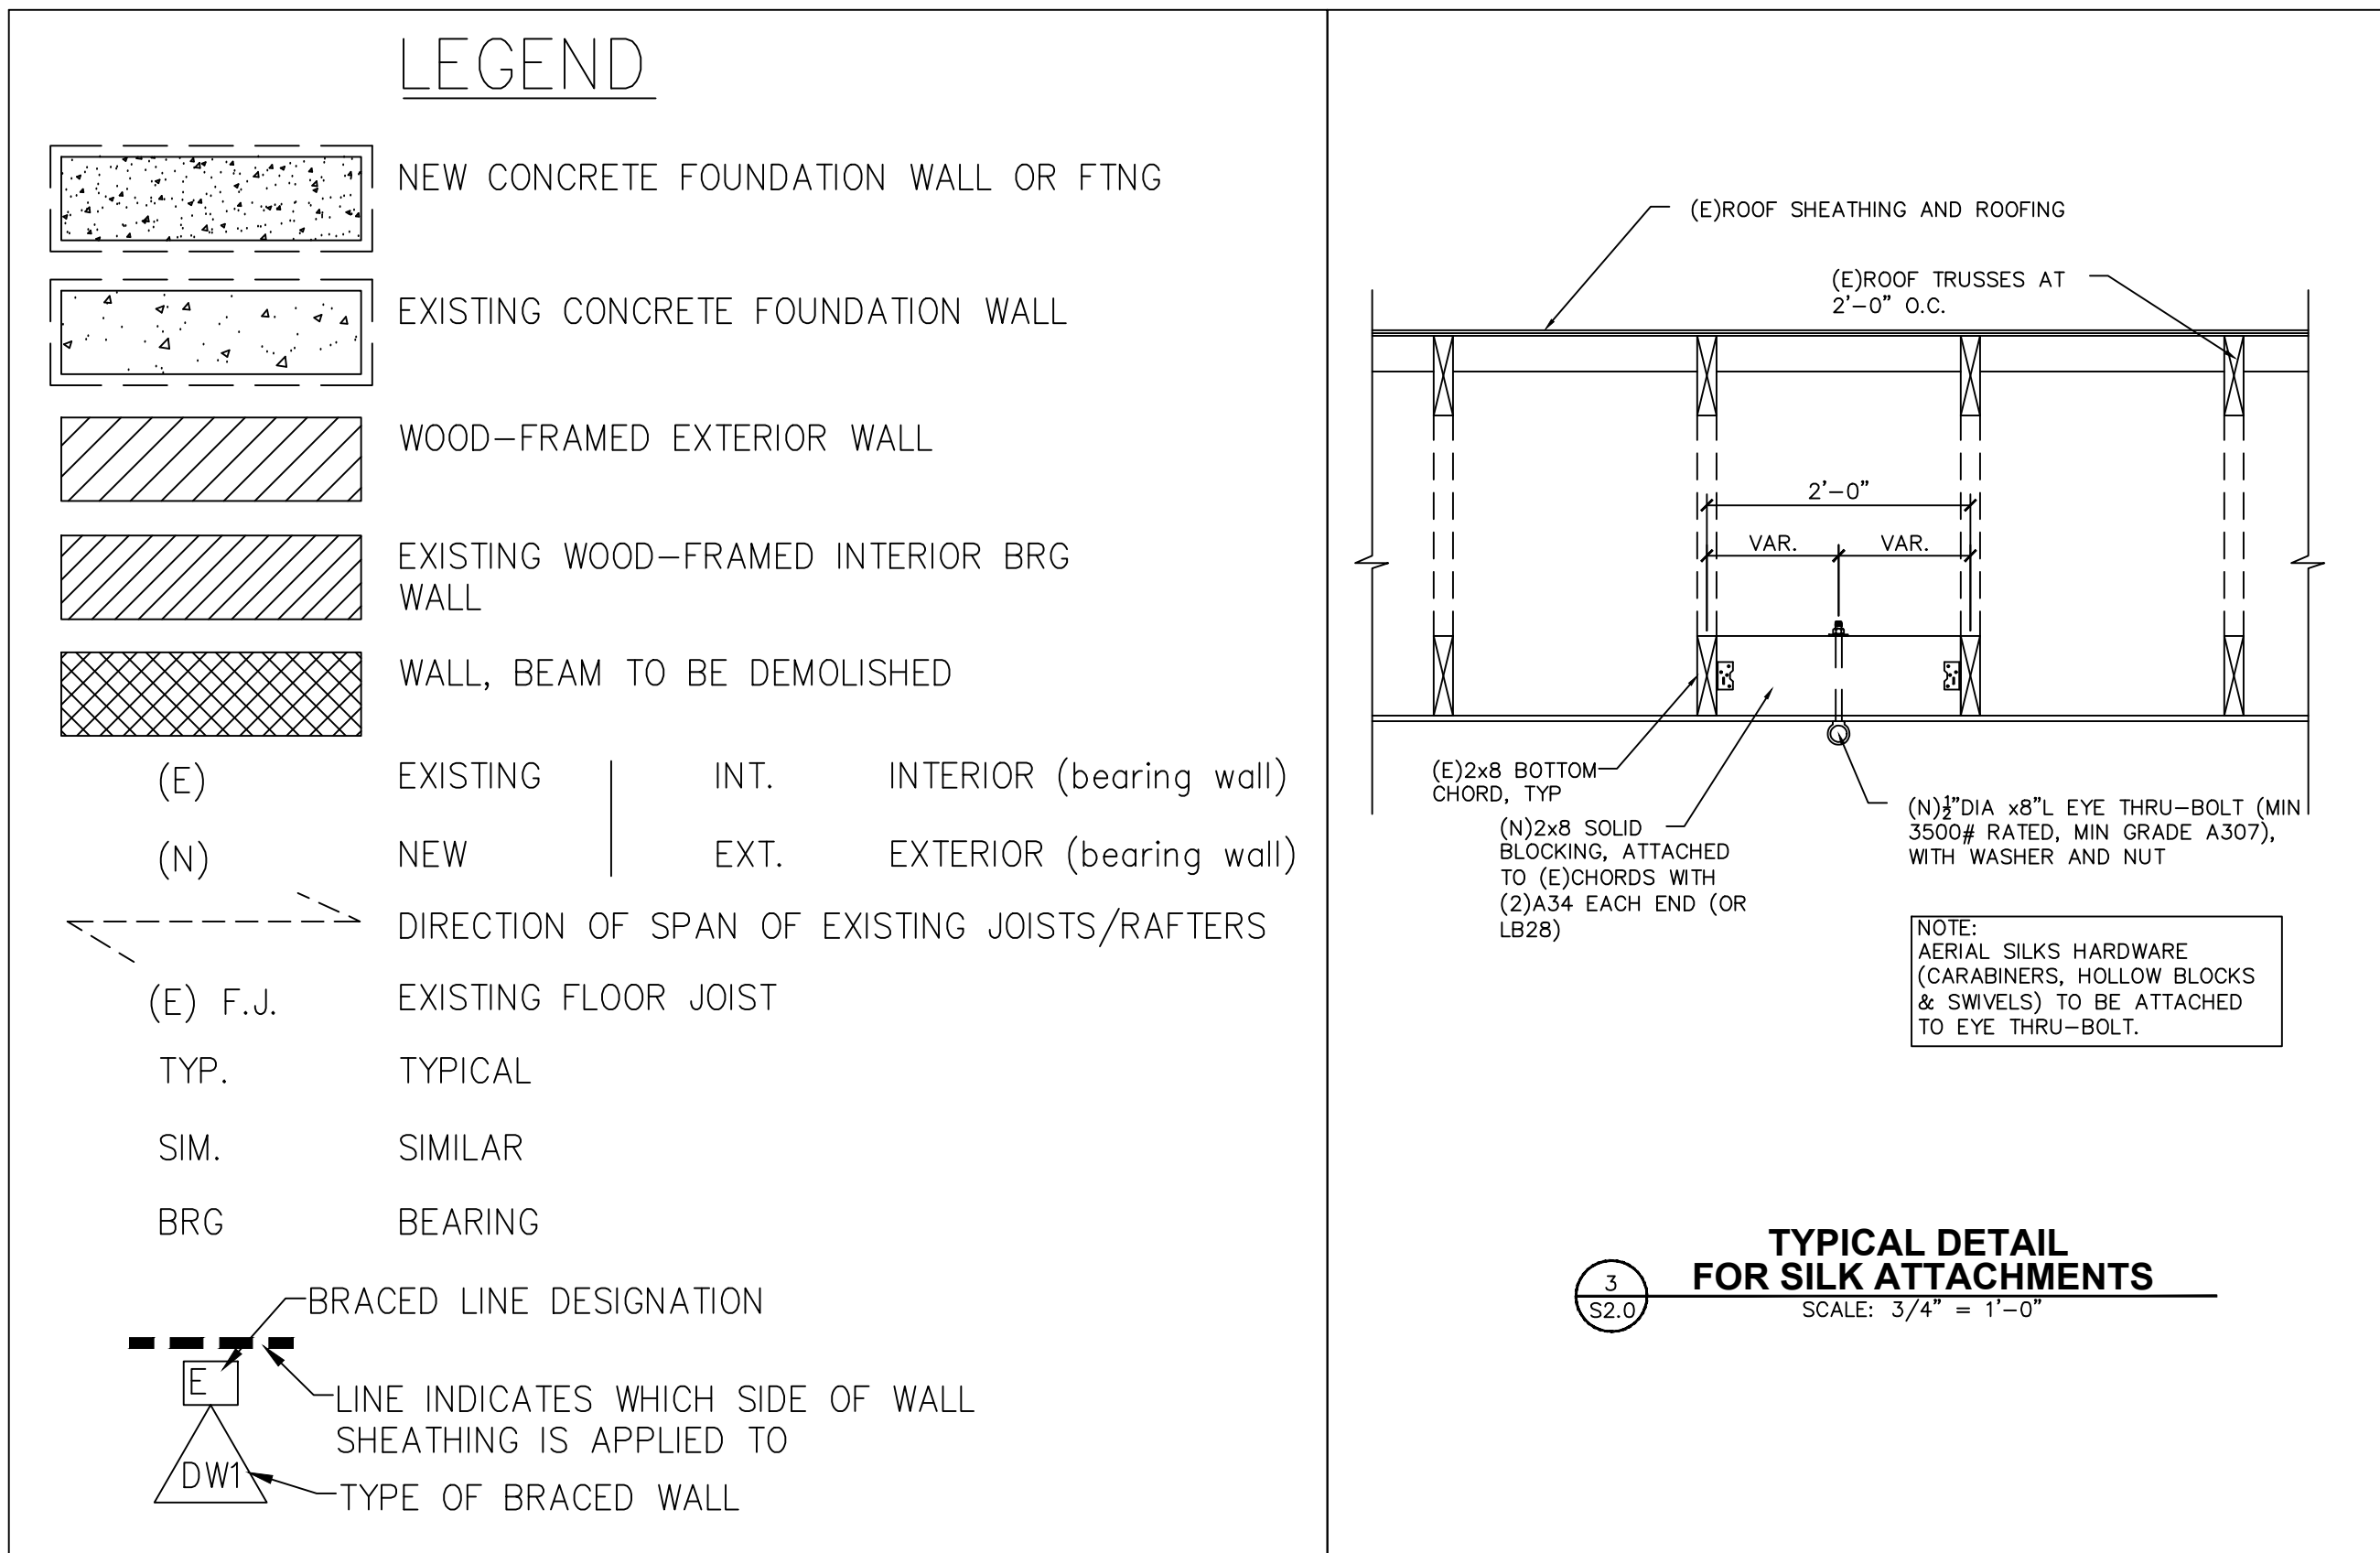 LEGEND
NEW CONCRETE FOUNDATION WALL OR FTNG
EXISTING CONCRETE FOUNDATION WALL
WOOD-FRAMED EXTERIOR WALL
EXISTING WOOD-FRAMED INTERIOR BRG
WALL
WALL, BEAM TO BE DEMOLISHED
(E) EXISTING INT. INTERIOR (bearing wall)
(N) NEW EXT. EXTERIOR (bearing wall)
DIRECTION OF SPAN OF EXISTING JOISTS/RAFTERS
(E) F.J. EXISTING FLOOR JOIST
TYP. TYPICAL
SIM. SIMILAR
BRG BEARING
BRACED LINE DESIGNATION
E
LINE INDICATES WHICH SIDE OF WALL
SHEATHING IS APPLIED TO
DW1
TYPE OF BRACED WALL
(E)ROOF SHEATHING AND ROOFING
(E)ROOF TRUSSES AT
2'-0" O.C.
2'-0"
VAR. VAR.
(E)2x8 BOTTOM
CHORD, TYP
(N)2x8 SOLID
BLOCKING, ATTACHED
TO (E)CHORDS WITH
(2)A34 EACH END (OR
LB28)
(N)½"DIA x8"L EYE THRU-BOLT (MIN
3500# RATED, MIN GRADE A307),
WITH WASHER AND NUT
NOTE:
AERIAL SILKS HARDWARE
(CARABINERS, HOLLOW BLOCKS
& SWIVELS) TO BE ATTACHED
TO EYE THRU-BOLT.
TYPICAL DETAIL
FOR SILK ATTACHMENTS
3
S2.0
SCALE: 3/4" = 1'-0"